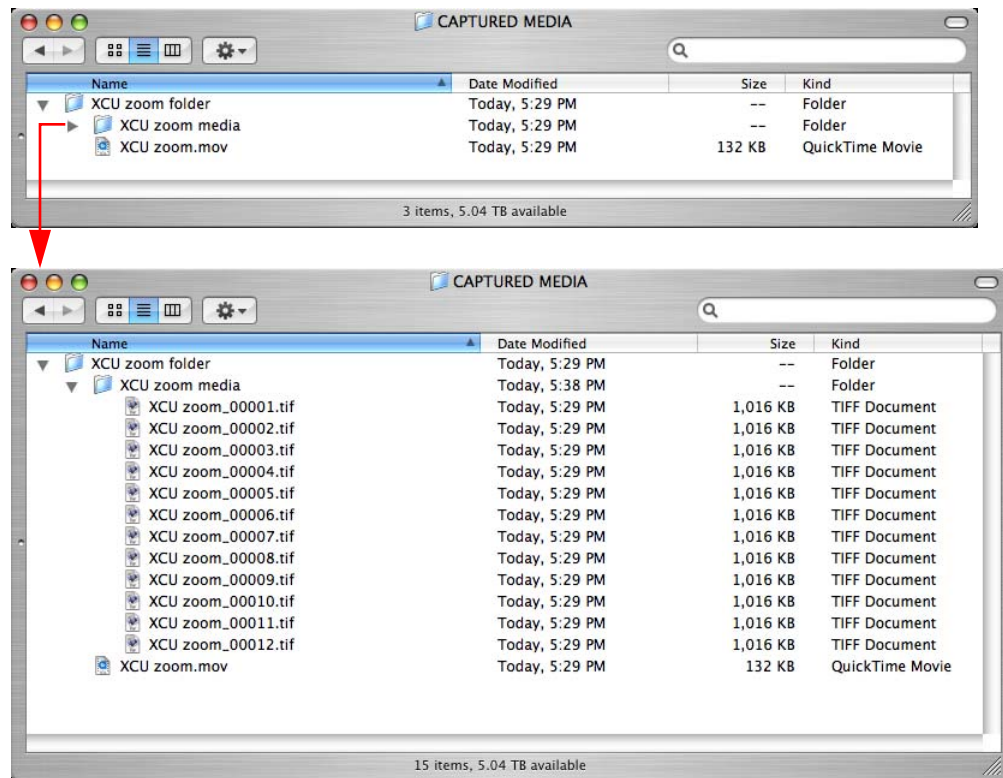 CAPTURED MEDIA
Name Date Modified Size Kind
XCU zoom folder Today, 5:29 PM -- Folder
XCU zoom media Today, 5:29 PM -- Folder
XCU zoom.mov Today, 5:29 PM 132 KB QuickTime Movie
3 items, 5.04 TB available
CAPTURED MEDIA
Name Date Modified Size Kind
XCU zoom folder Today, 5:29 PM -- Folder
XCU zoom media Today, 5:38 PM -- Folder
XCU zoom_00001.tif Today, 5:29 PM 1,016 KB TIFF Document
XCU zoom_00002.tif Today, 5:29 PM 1,016 KB TIFF Document
XCU zoom_00003.tif Today, 5:29 PM 1,016 KB TIFF Document
XCU zoom_00004.tif Today, 5:29 PM 1,016 KB TIFF Document
XCU zoom_00005.tif Today, 5:29 PM 1,016 KB TIFF Document
XCU zoom_00006.tif Today, 5:29 PM 1,016 KB TIFF Document
XCU zoom_00007.tif Today, 5:29 PM 1,016 KB TIFF Document
XCU zoom_00008.tif Today, 5:29 PM 1,016 KB TIFF Document
XCU zoom_00009.tif Today, 5:29 PM 1,016 KB TIFF Document
XCU zoom_00010.tif Today, 5:29 PM 1,016 KB TIFF Document
XCU zoom_00011.tif Today, 5:29 PM 1,016 KB TIFF Document
XCU zoom_00012.tif Today, 5:29 PM 1,016 KB TIFF Document
XCU zoom.mov Today, 5:29 PM 132 KB QuickTime Movie
15 items, 5.04 TB available